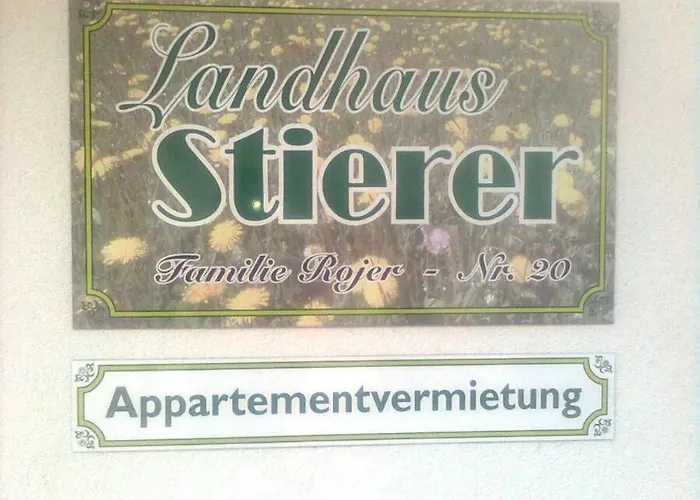 Landhaus
Stierer
Familie Rojer - Nr. 20
Appartementvermietung